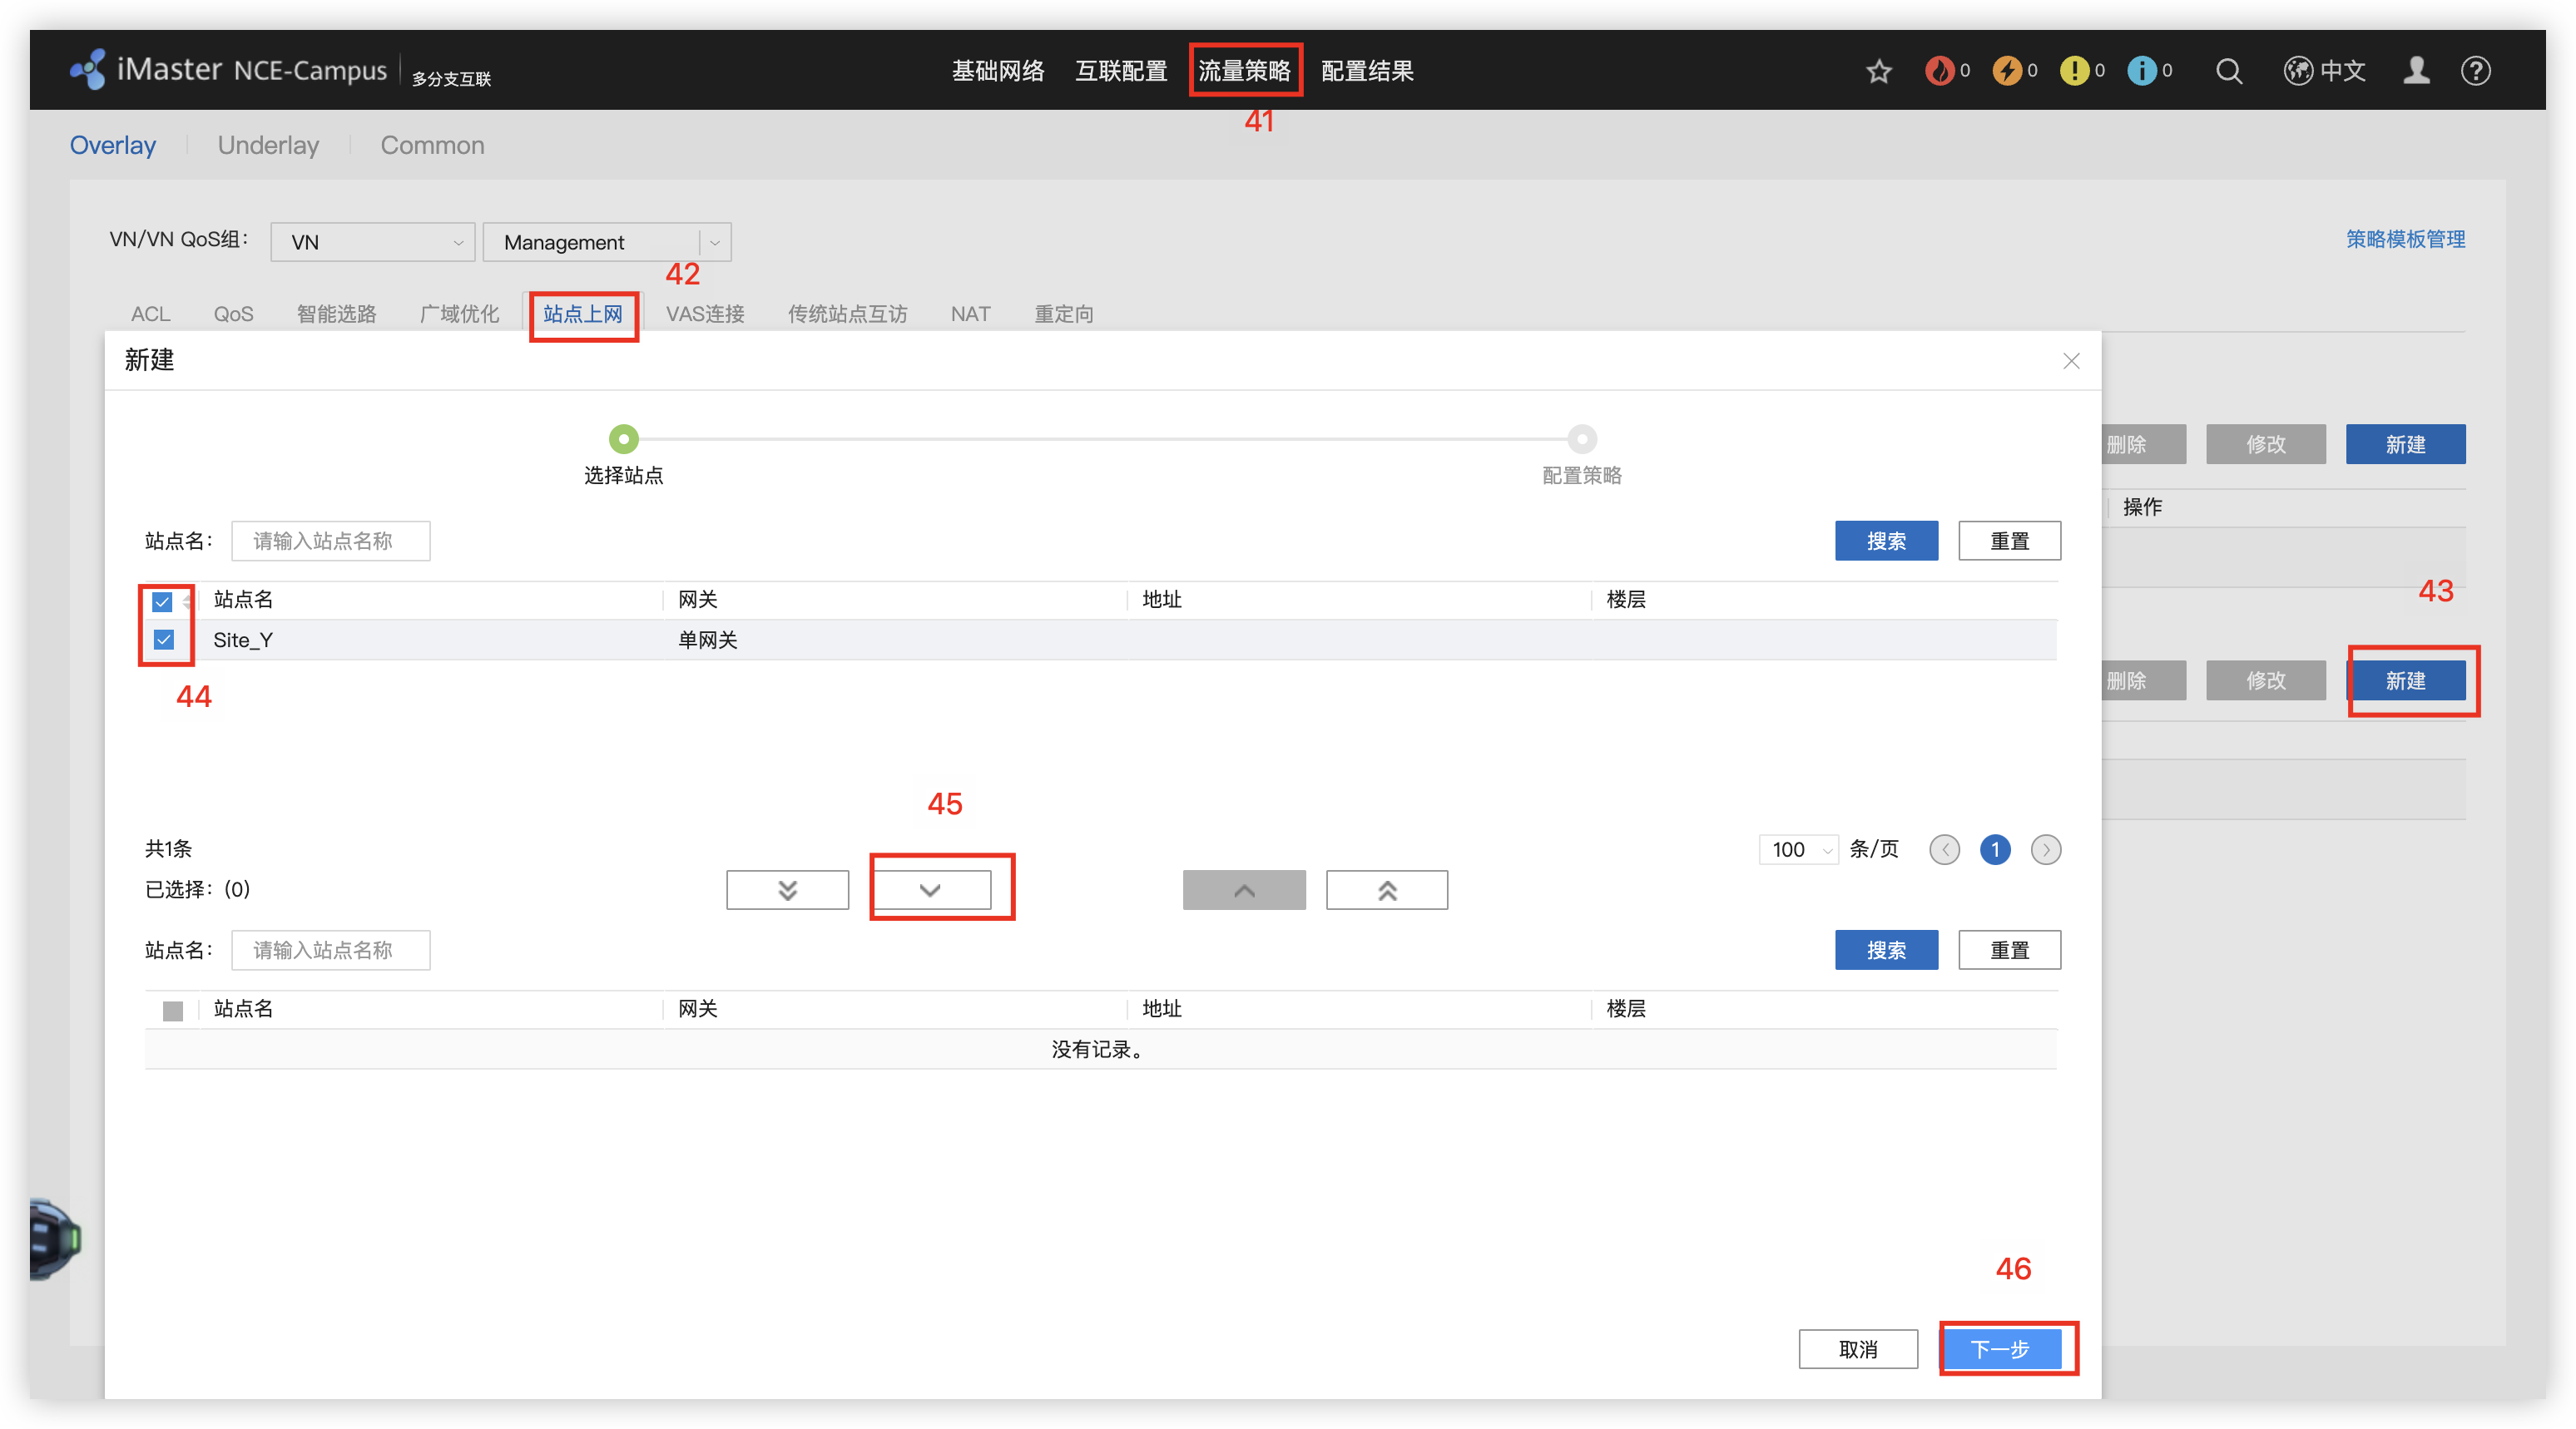 iMaster NCE-Campus 多分支互联 基础网络 互联配置 流量策略 配置结果 0 0 0 0 中文
41
Overlay Underlay Common
VN/VN QoS组： VN Management 策略模板管理
42
ACL QoS 智能选路 广域优化 站点上网 VAS连接 传统站点互访 NAT 重定向
新建
删除 修改 新建
选择站点 配置策略
操作
站点名： 请输入站点名称 搜索 重置
43
站点名 网关 地址 楼层
Site_Y 单网关
删除 修改 新建
44
45
共1条 100 条/页 1
已选择：(0)
站点名： 请输入站点名称 搜索 重置
站点名 网关 地址 楼层
没有记录。
46
取消 下一步